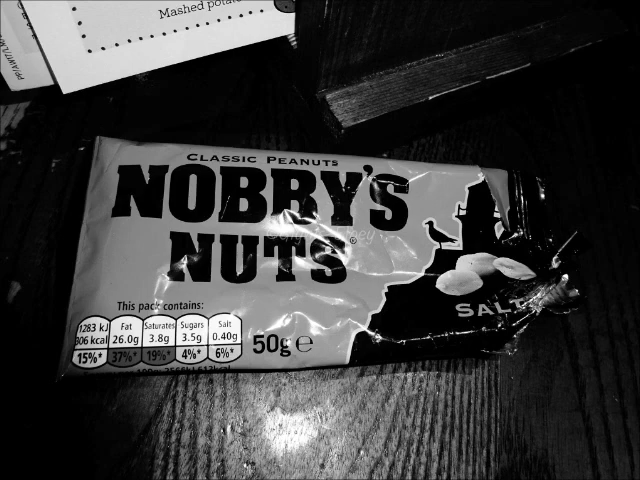 Mashed
CLASSIC PEANUTS
NOBBY'S
NUTS®
SALT
This pack contains:
1283 kJ
306 kcal
15%*
Fat
26.0g
37%*
Saturates
3.8g
19%*
Sugars
3.5g
4%*
Salt
0.40g
6%*
50g ℮